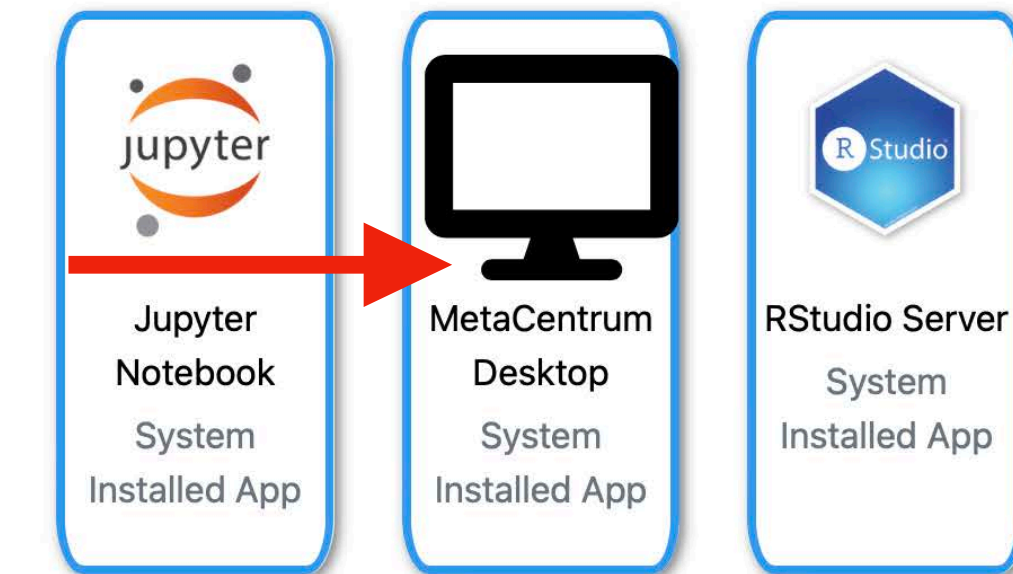 jupyter
Jupyter
Notebook
System
Installed App
MetaCentrum
Desktop
System
Installed App
R Studio
RStudio Server
System
Installed App